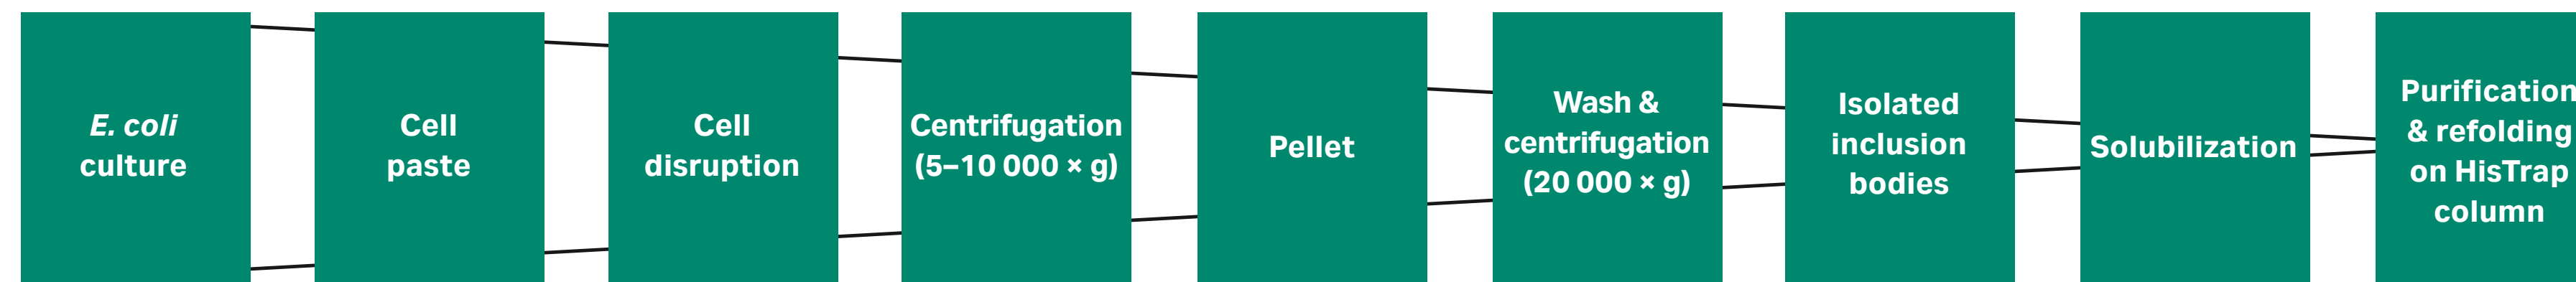 E. coli
culture
Cell
paste
Cell
disruption
Centrifugation
(5–10 000 × g)
Pellet
Wash &
centrifugation
(20 000 × g)
Isolated
inclusion
bodies
Solubilization
Purification
& refolding
on HisTrap
column